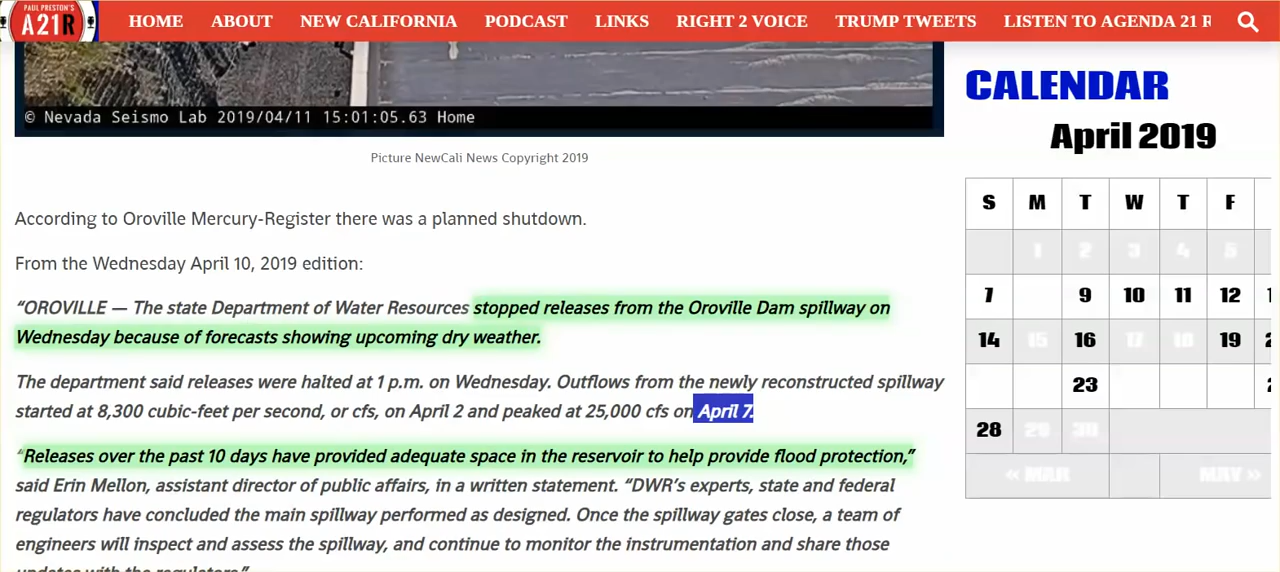 PAUL PRESTON'S
A21R
HOME ABOUT NEW CALIFORNIA PODCAST LINKS RIGHT 2 VOICE TRUMP TWEETS LISTEN TO AGENDA 21 R
© Nevada Seismo Lab 2019/04/11 15:01:05.63 Home
Picture NewCali News Copyright 2019
According to Oroville Mercury-Register there was a planned shutdown.
From the Wednesday April 10, 2019 edition:
“OROVILLE — The state Department of Water Resources stopped releases from the Oroville Dam spillway on
Wednesday because of forecasts showing upcoming dry weather.
The department said releases were halted at 1 p.m. on Wednesday. Outflows from the newly reconstructed spillway
started at 8,300 cubic-feet per second, or cfs, on April 2 and peaked at 25,000 cfs on April 7.
“Releases over the past 10 days have provided adequate space in the reservoir to help provide flood protection,”
said Erin Mellon, assistant director of public affairs, in a written statement. “DWR’s experts, state and federal
regulators have concluded the main spillway performed as designed. Once the spillway gates close, a team of
engineers will inspect and assess the spillway, and continue to monitor the instrumentation and share those
updates with the regulators”
CALENDAR
April 2019
S M T W T F
1 2 3 4 5
7 9 10 11 12
14 15 16 17 18 19
23
28 29 30
« MAR MAY »